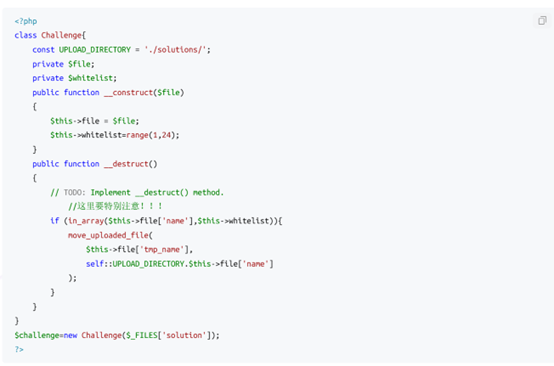 <?php
class Challenge{
    const UPLOAD_DIRECTORY = './solutions/';
    private $file;
    private $whitelist;
    public function __construct($file)
    {
        $this->file = $file;
        $this->whitelist=range(1,24);
    }
    public function __destruct()
    {
        // TODO: Implement __destruct() method.
            //这里要特别注意！！！
        if (in_array($this->file['name'],$this->whitelist)){
            move_uploaded_file(
                $this->file['tmp_name'],
                self::UPLOAD_DIRECTORY.$this->file['name']
            );
        }
    }
}
$challenge=new Challenge($_FILES['solution']);
?>